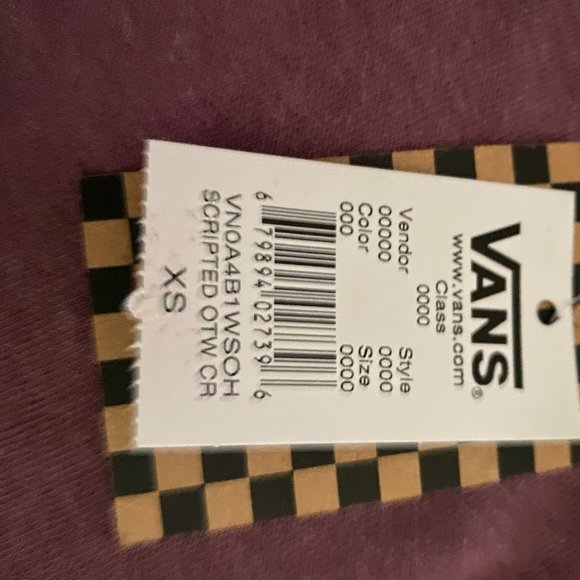 VANS®
www.vans.com
Class
0000
Vendor Style
00000 0000
Color Size
000 0000
6 79894 02739 6
VN0A4B1WSOH
SCRIPTED OTW CR
XS